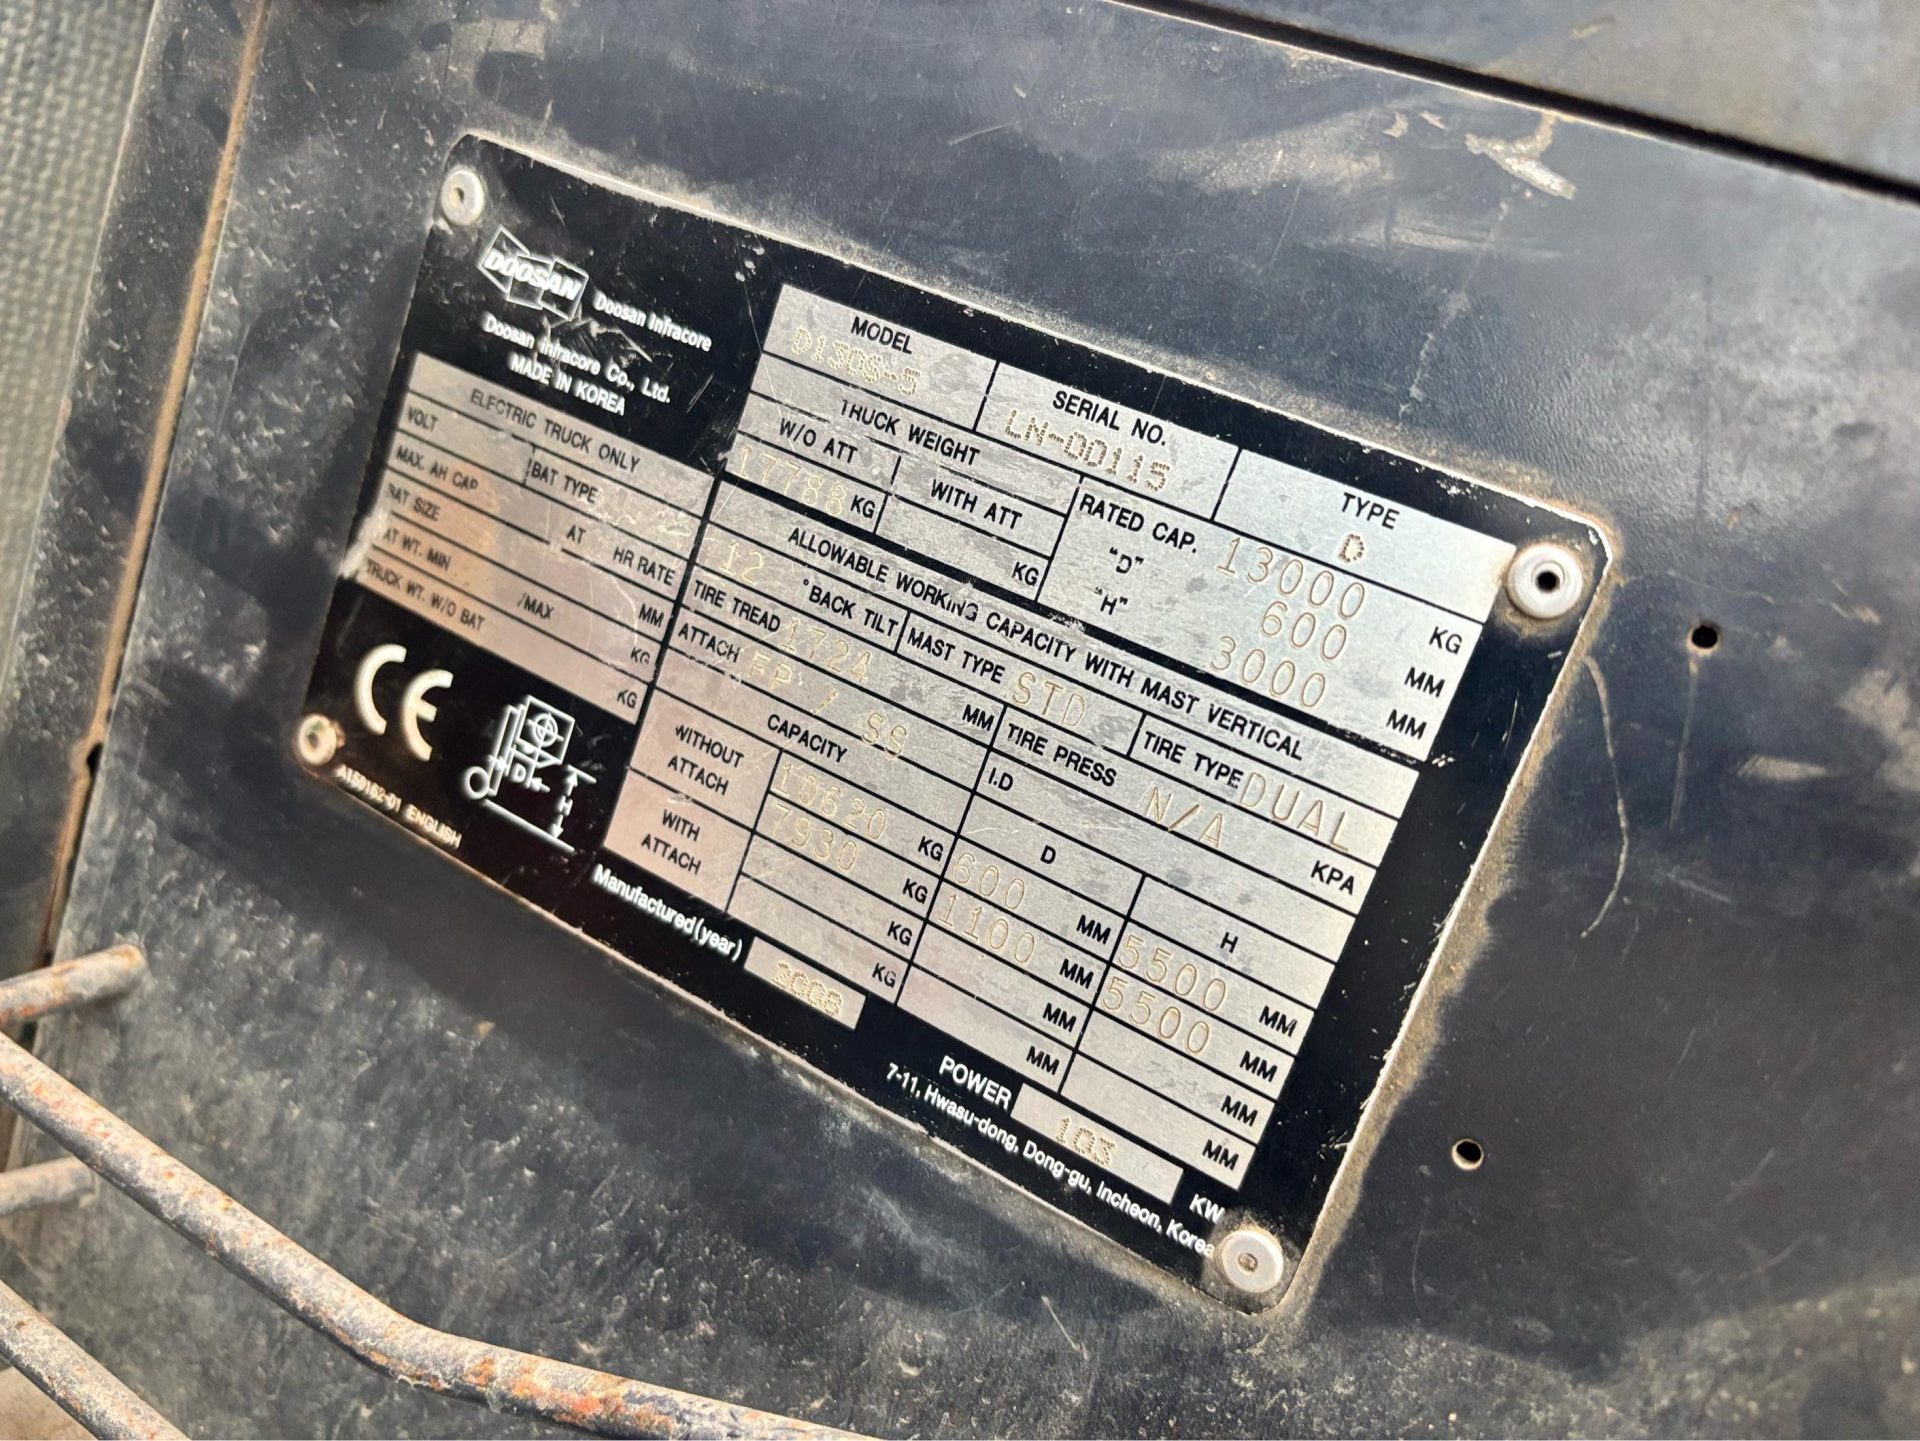 DOOSAN Doosan Infracore
Doosan Infracore Co., Ltd.
MADE IN KOREA
ELECTRIC TRUCK ONLY
VOLT BAT TYPE
MAX. AH CAP AT HR RATE
BAT SIZE MM
BAT WT. MIN /MAX KG
TRUCK WT. W/O BAT KG
CE
D
H
A150163-01 ENGLISH
MODEL SERIAL NO. TYPE
D130S-5 LN-00115 D
TRUCK WEIGHT
W/O ATT WITH ATT
17788 KG KG
RATED CAP. 13000 KG
"D" 600 MM
"H" 3000 MM
ALLOWABLE WORKING CAPACITY WITH MAST VERTICAL
12 °BACK TILT MAST TYPE STD TIRE TYPE DUAL
TIRE TREAD 1724 MM TIRE PRESS N/A KPA
ATTACH FP / SS I.D
CAPACITY D H
WITHOUT ATTACH 10620 KG 600 MM 5500 MM
7930 KG 1100 MM 5500 MM
WITH ATTACH KG MM MM
KG MM MM
Manufactured(year) 2008
POWER 103 KW
7-11, Hwasu-dong, Dong-gu, Incheon, Korea